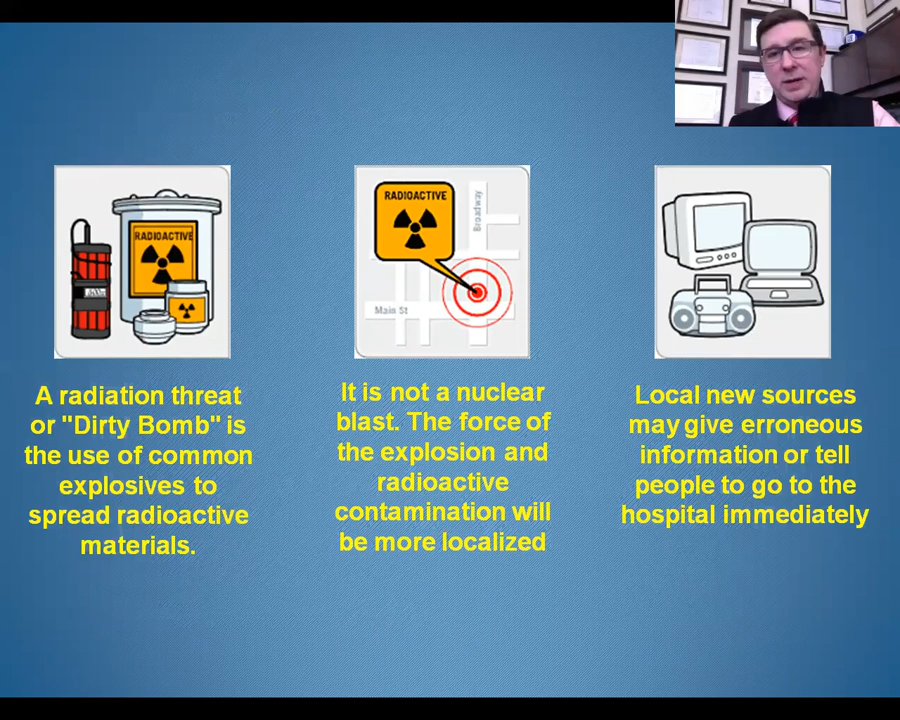 RADIOACTIVE
A radiation threat
or "Dirty Bomb" is
the use of common
explosives to
spread radioactive
materials.
RADIOACTIVE
Broadway
Main St
It is not a nuclear
blast. The force of
the explosion and
radioactive
contamination will
be more localized
Local new sources
may give erroneous
information or tell
people to go to the
hospital immediately